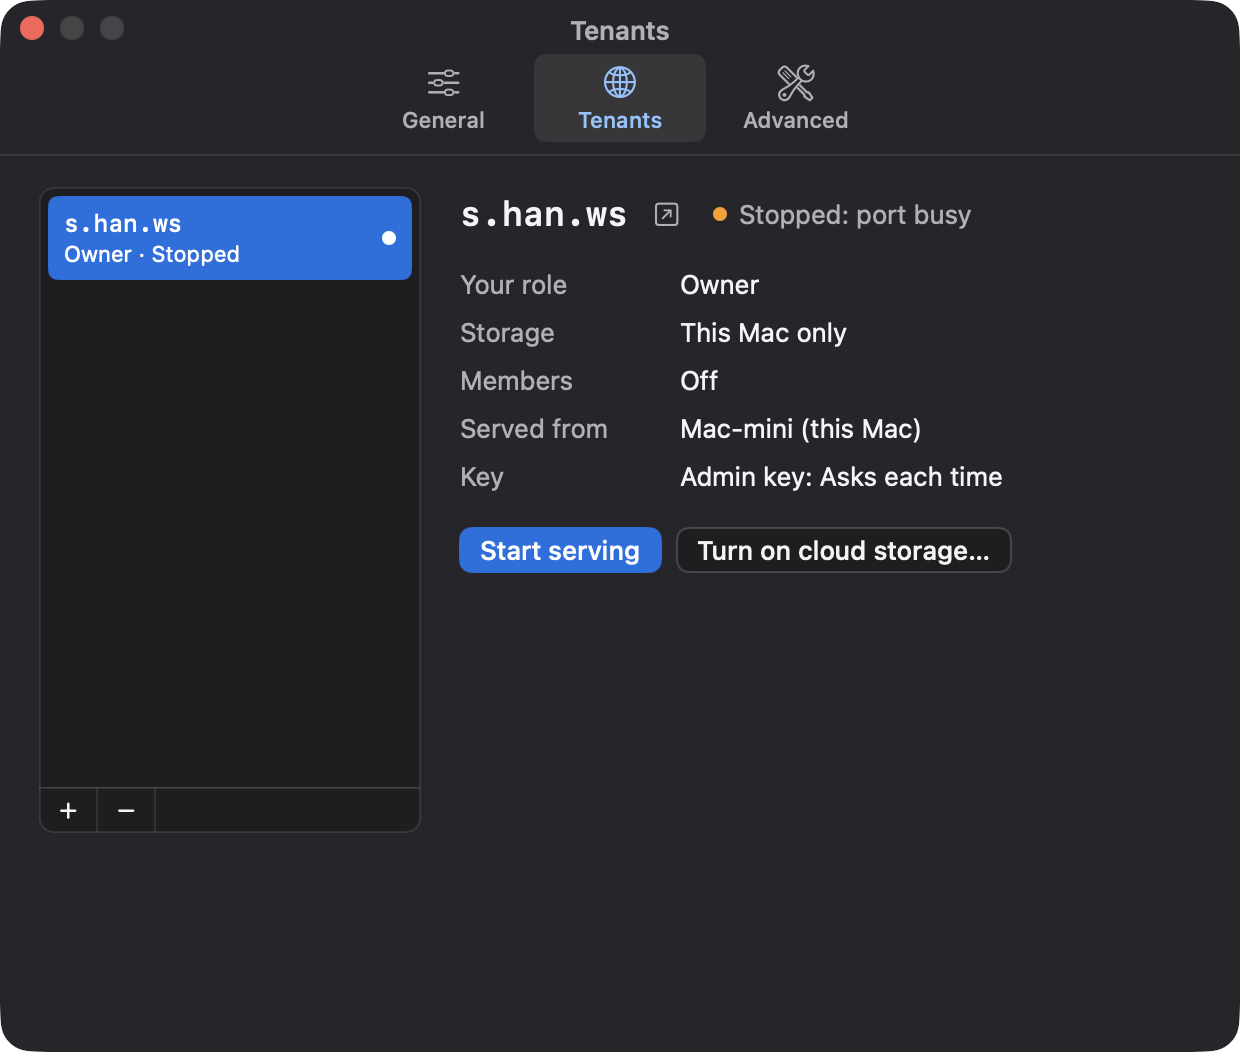 Tenants
General
Tenants
Advanced
s.han.ws
Owner · Stopped
s.han.ws
Stopped: port busy
Your role Owner
Storage This Mac only
Members Off
Served from Mac-mini (this Mac)
Key Admin key: Asks each time
Start serving
Turn on cloud storage...
+ −